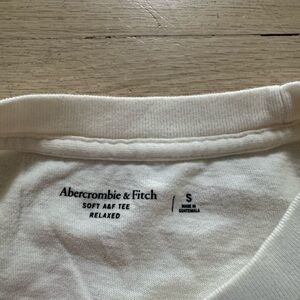 Abercrombie & Fitch
SOFT A&F TEE
RELAXED
S
MADE IN
GUATEMALA